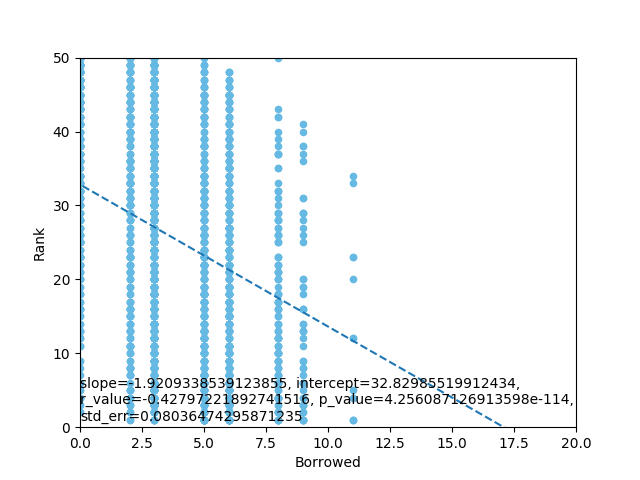 50
40
30
20
10
0
Rank
slope=-1.9209338539123855, intercept=32.82985519912434,
r_value=-0.42797221892741516, p_value=4.256087126913598e-114,
std_err=0.08036474295871235
0.0 2.5 5.0 7.5 10.0 12.5 15.0 17.5 20.0
Borrowed